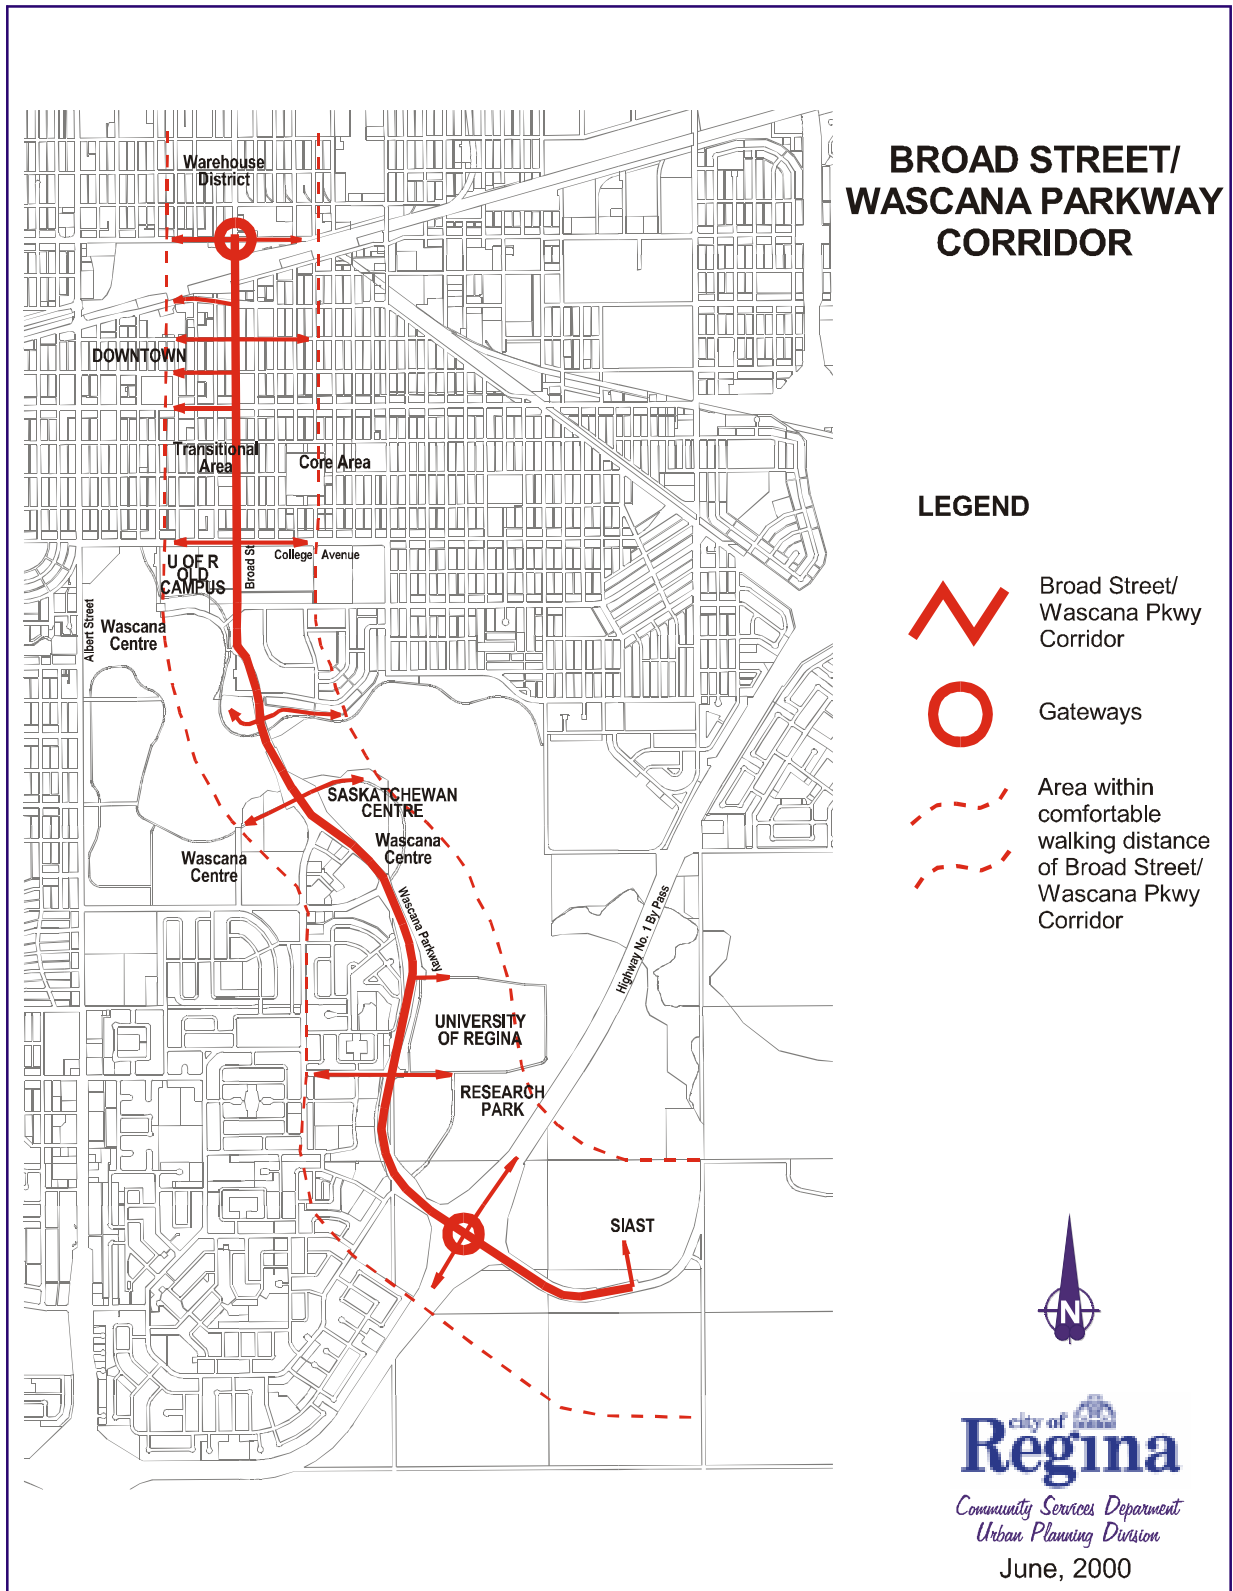 BROAD STREET/
WASCANA PARKWAY
CORRIDOR
Warehouse
District
DOWNTOWN
Transitional
Area
Core Area
U OF R
OLD
CAMPUS
Broad St
College Avenue
Albert Street
Wascana
Centre
SASKATCHEWAN
CENTRE
Wascana
Centre
Wascana
Centre
Wascana Parkway
Highway No. 1 By Pass
UNIVERSITY
OF REGINA
RESEARCH
PARK
SIAST
LEGEND
Broad Street/
Wascana Pkwy
Corridor
Gateways
Area within
comfortable
walking distance
of Broad Street/
Wascana Pkwy
Corridor
N
city of
Regina
Community Services Deparment
Urban Planning Division
June, 2000